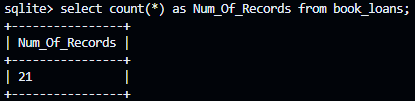 sqlite> select count(*) as Num_Of_Records from book_loans;
+----------------+
| Num_Of_Records |
+----------------+
| 21             |
+----------------+